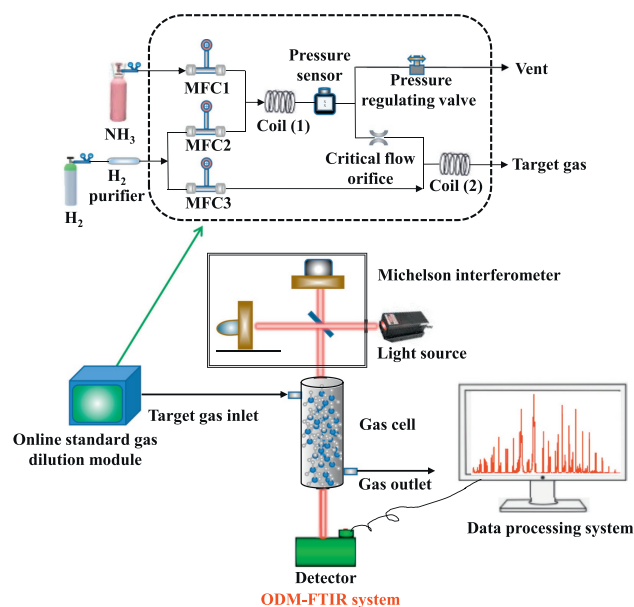 Pressure
sensor
Vent
MFC1
Pressure
regulating valve
NH3
Coil (1)
MFC2
Critical flow
orifice
Target gas
H2
purifier
Coil (2)
H2
MFC3
Michelson interferometer
Light source
Target gas inlet
Gas cell
Online standard gas
dilution module
Gas outlet
Data processing system
Detector
ODM-FTIR system